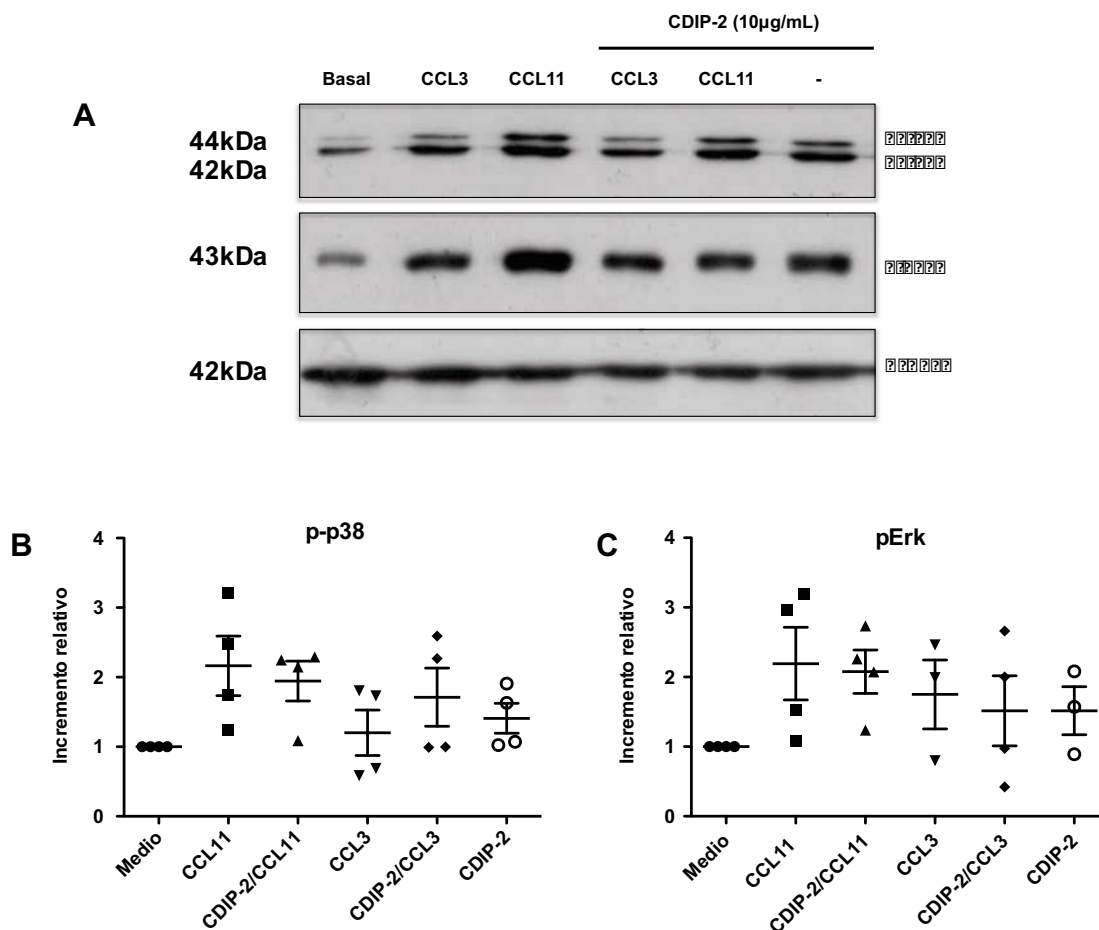 CDIP-2 (10µg/mL)
Basal CCL3 CCL11 CCL3 CCL11 -
A
44kDa
42kDa
43kDa
42kDa
B
p-p38
4
3
2
1
0
Incremento relativo
Medio
CCL11
CDIP-2/CCL11
CCL3
CDIP-2/CCL3
CDIP-2
C
pErk
4
3
2
1
0
Incremento relativo
Medio
CCL11
CDIP-2/CCL11
CCL3
CDIP-2/CCL3
CDIP-2